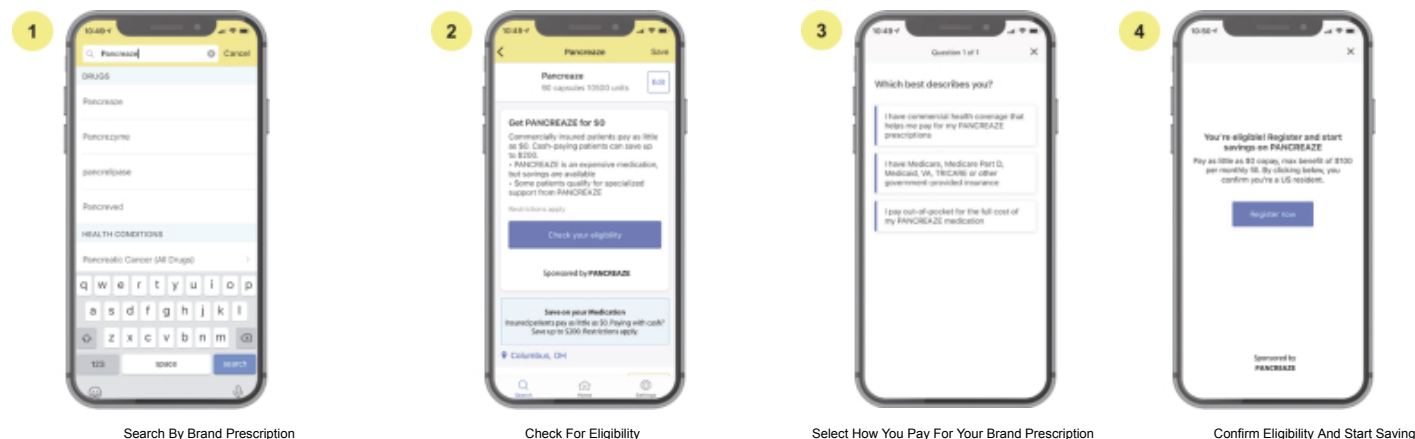 1
10:49
Pancreaze
Cancel
DRUGS
Pancreaze
Pancrezyme
pancrelipase
Pancreved
HEALTH CONDITIONS
Pancreatic Cancer (All Drugs)
q w e r t y u i o p
a s d f g h j k l
z x c v b n m
123
space
search
Search By Brand Prescription
2
10:49
Pancreaze
Save
Pancreaze
90 capsules 10500 units
Edit
Get PANCREAZE for $0
Commercially insured patients pay as little
as $0. Cash-paying patients can save up
to $200.
• PANCREAZE is an expensive medication,
but savings are available
• Some patients qualify for specialized
support from PANCREAZE
Restrictions apply
Check your eligibility
Sponsored by PANCREAZE
Save on your Medication
Insured patients pay as little as $0. Paying with cash?
Save up to $200. Restrictions apply.
Columbus, OH
Search
Home
Settings
Check For Eligibility
3
10:49
Question 1 of 1
Which best describes you?
I have commercial health coverage that
helps me pay for my PANCREAZE
prescriptions
I have Medicare, Medicare Part D,
Medicaid, VA, TRICARE or other
government-provided insurance
I pay out-of-pocket for the full cost of
my PANCREAZE medication
Select How You Pay For Your Brand Prescription
4
10:50
You're eligible! Register and start
savings on PANCREAZE
Pay as little as $0 copay, max benefit of $100
per monthly fill. By clicking below, you
confirm you're a US resident.
Register now
Sponsored by
PANCREAZE
Confirm Eligibility And Start Saving